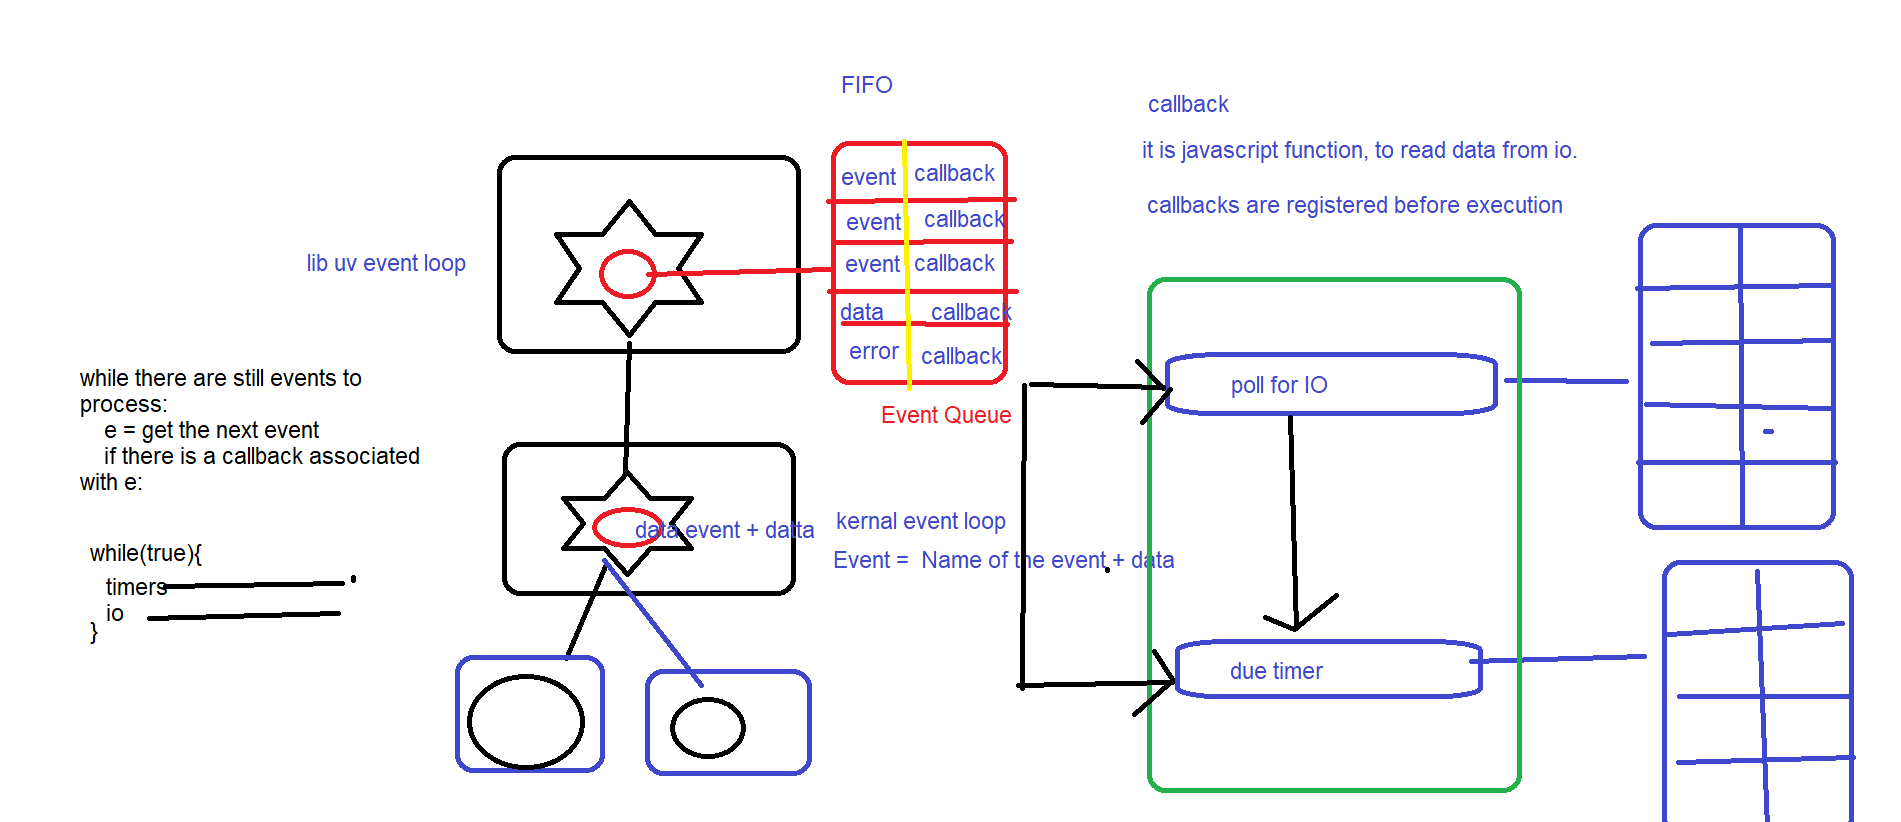 FIFO
callback
it is javascript function, to read data from io.
callbacks are registered before execution
event callback
event callback
event callback
data callback
error callback
Event Queue
lib uv event loop
while there are still events to
process:
e = get the next event
if there is a callback associated
with e:
while(true){
timers
io
}
data event + datta
kernal event loop
Event = Name of the event + data
poll for IO
due timer